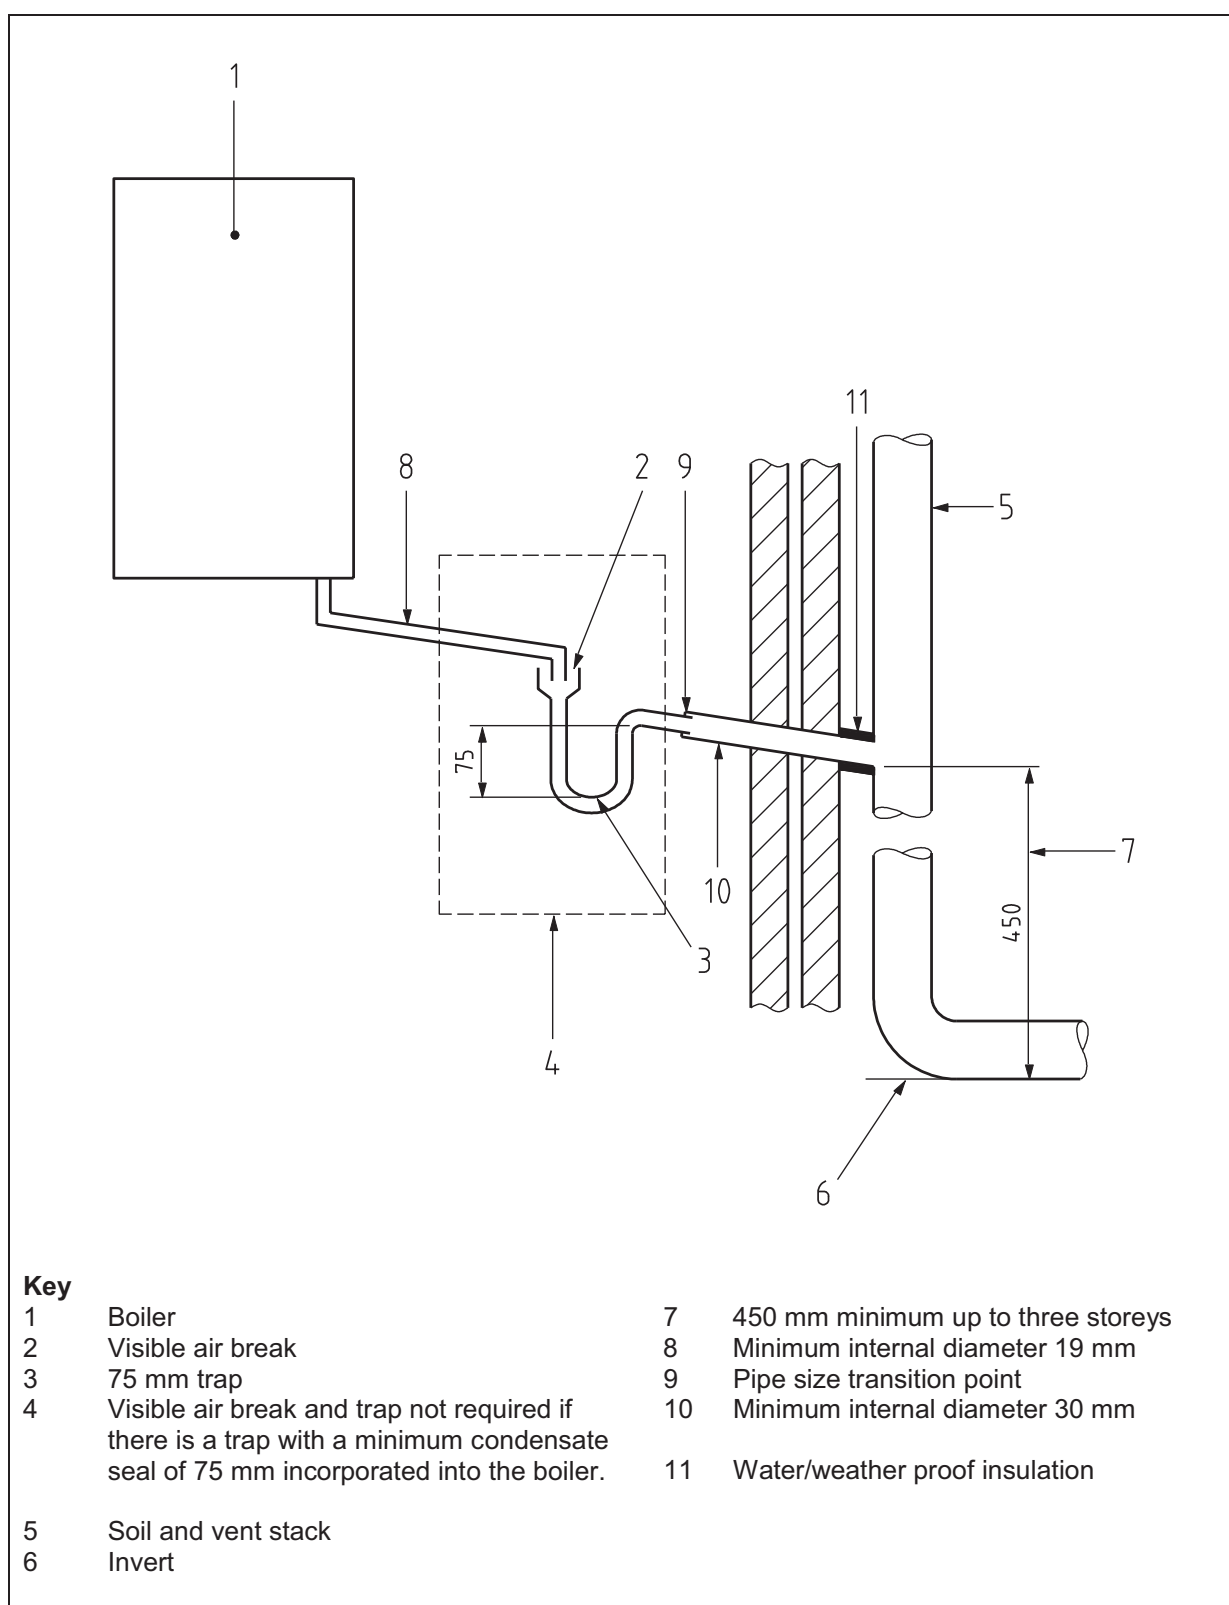 1
11
8
2
9
5
75
7
10
450
3
4
6
Key
1 Boiler
2 Visible air break
3 75 mm trap
4 Visible air break and trap not required if
there is a trap with a minimum condensate
seal of 75 mm incorporated into the boiler.
5 Soil and vent stack
6 Invert
7 450 mm minimum up to three storeys
8 Minimum internal diameter 19 mm
9 Pipe size transition point
10 Minimum internal diameter 30 mm
11 Water/weather proof insulation